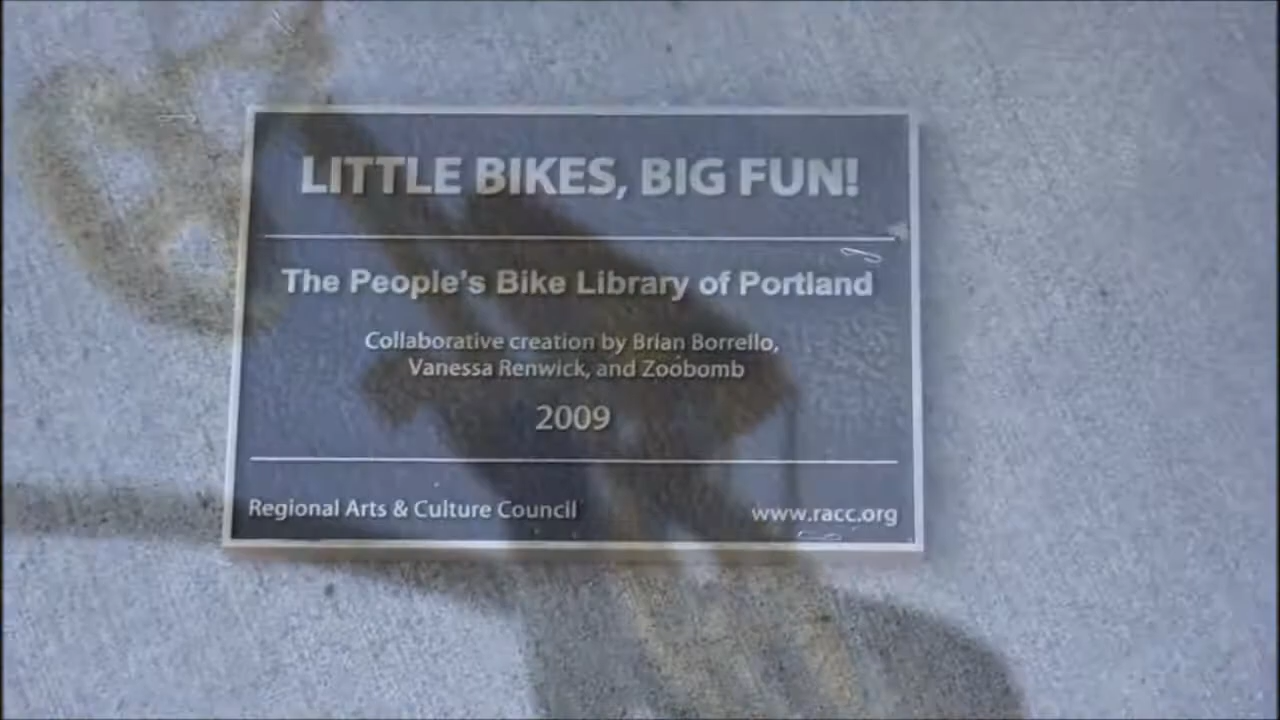 LITTLE BIKES, BIG FUN!
The People's Bike Library of Portland
Collaborative creation by Brian Borrello,
Vanessa Renwick, and Zoobomb
2009
Regional Arts & Culture Council
www.racc.org